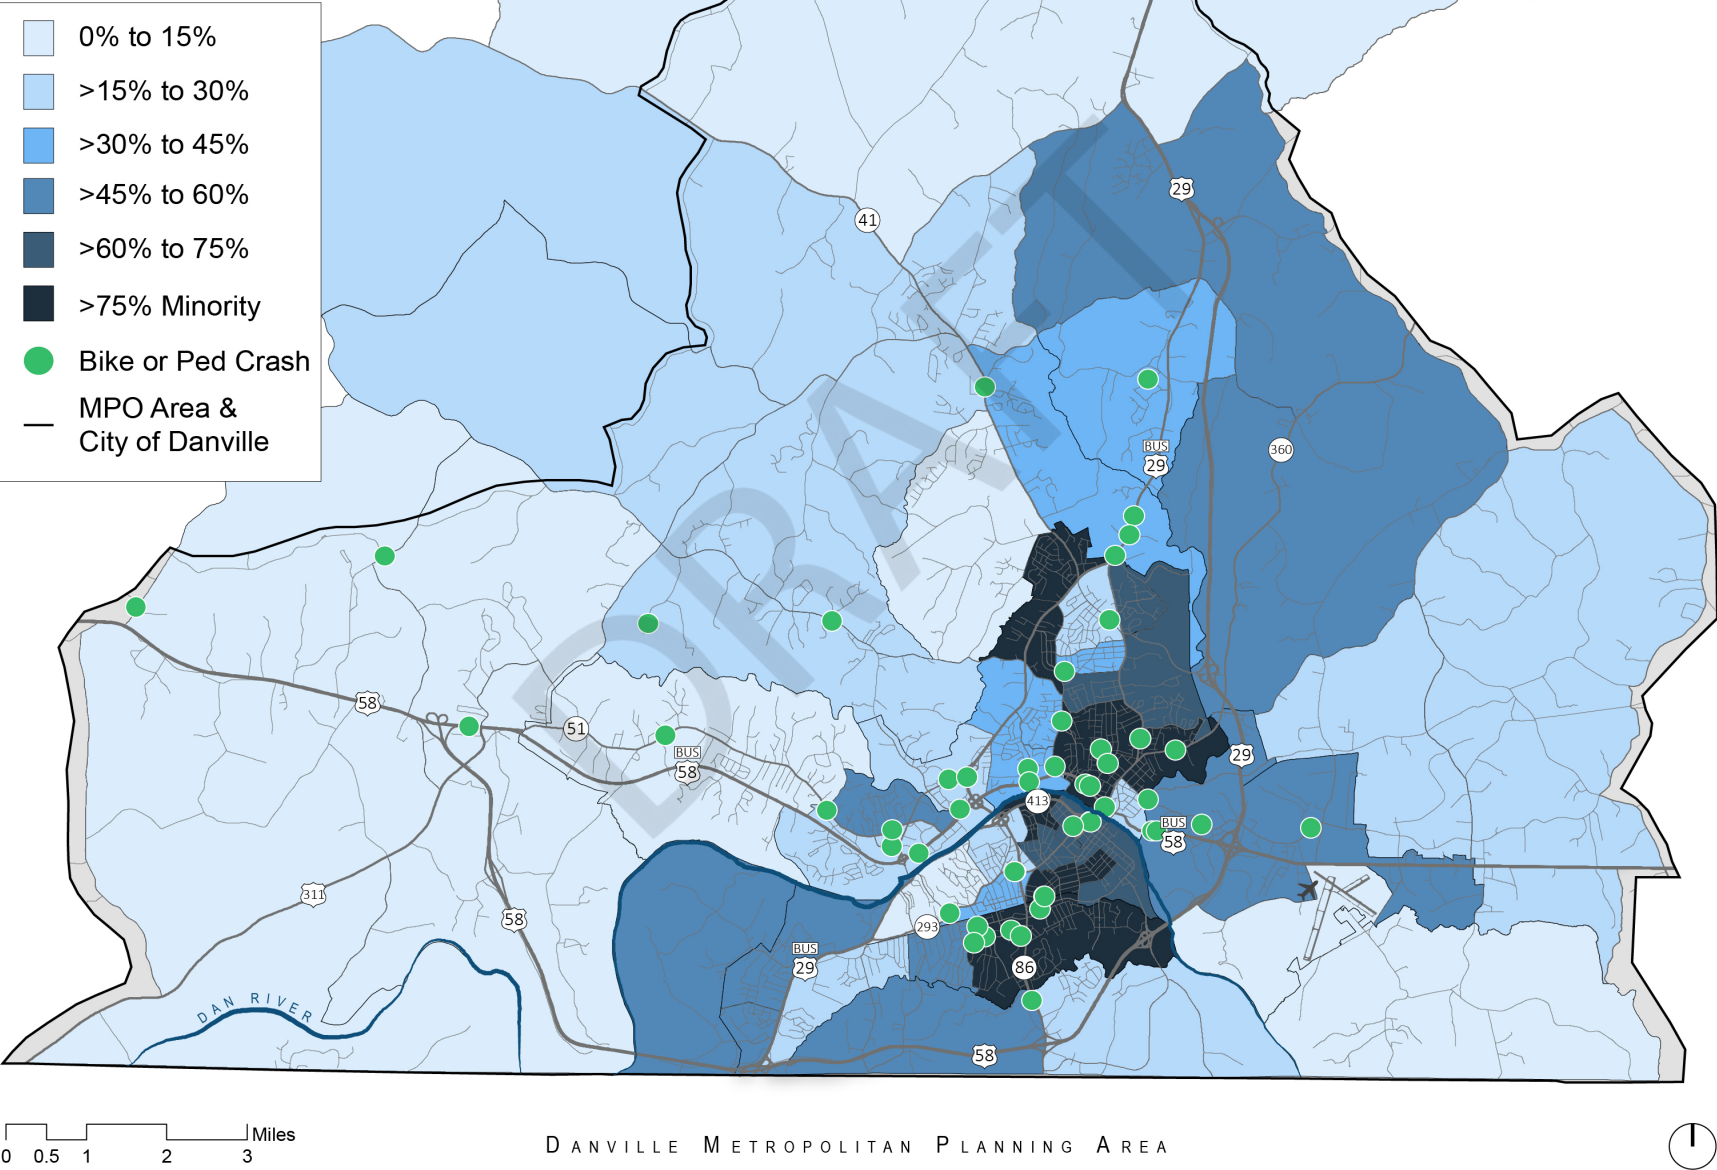 0% to 15%
>15% to 30%
>30% to 45%
>45% to 60%
>60% to 75%
>75% Minority
Bike or Ped Crash
MPO Area &
City of Danville
DRAFT
29
41
BUS
29
360
58
51
BUS
58
29
413
BUS
58
311
58
293
BUS
29
86
DAN RIVER
58
0 0.5 1 2 3 Miles
DANVILLE METROPOLITAN PLANNING AREA